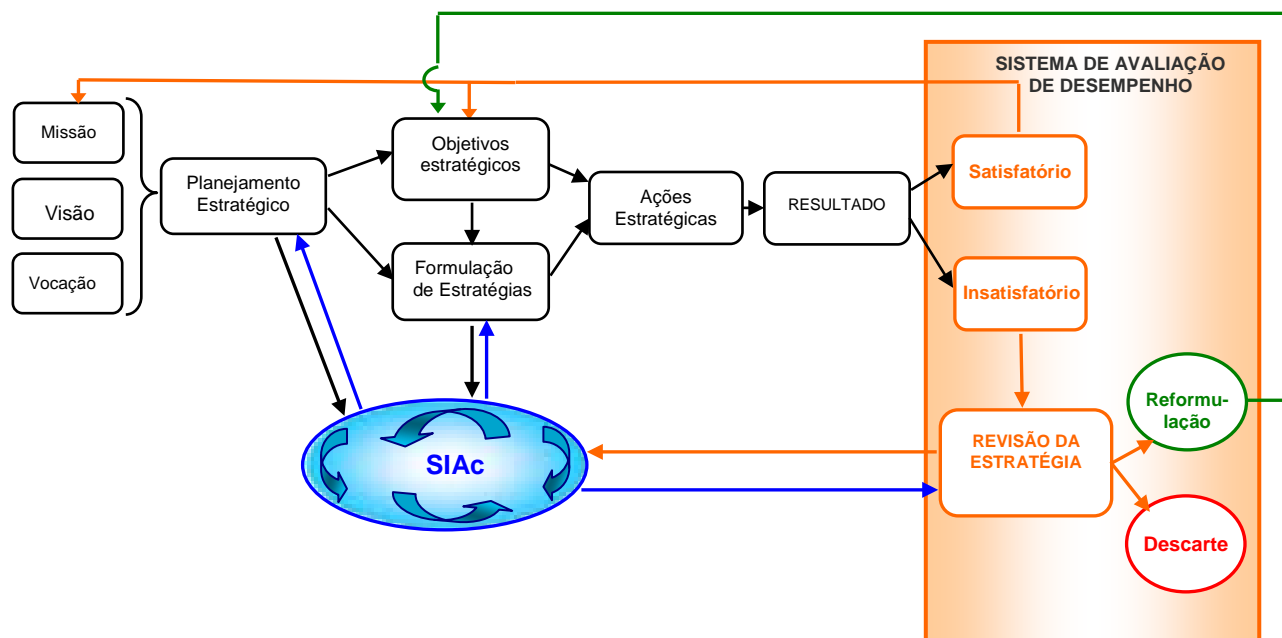 SISTEMA DE AVALIAÇÃO
DE DESEMPENHO
Missão
Visão
Vocação
Planejamento
Estratégico
Objetivos
estratégicos
Formulação
de Estratégias
Ações
Estratégicas
RESULTADO
Satisfatório
Insatisfatório
SIAc
REVISÃO DA
ESTRATÉGIA
Reformu-
lação
Descarte